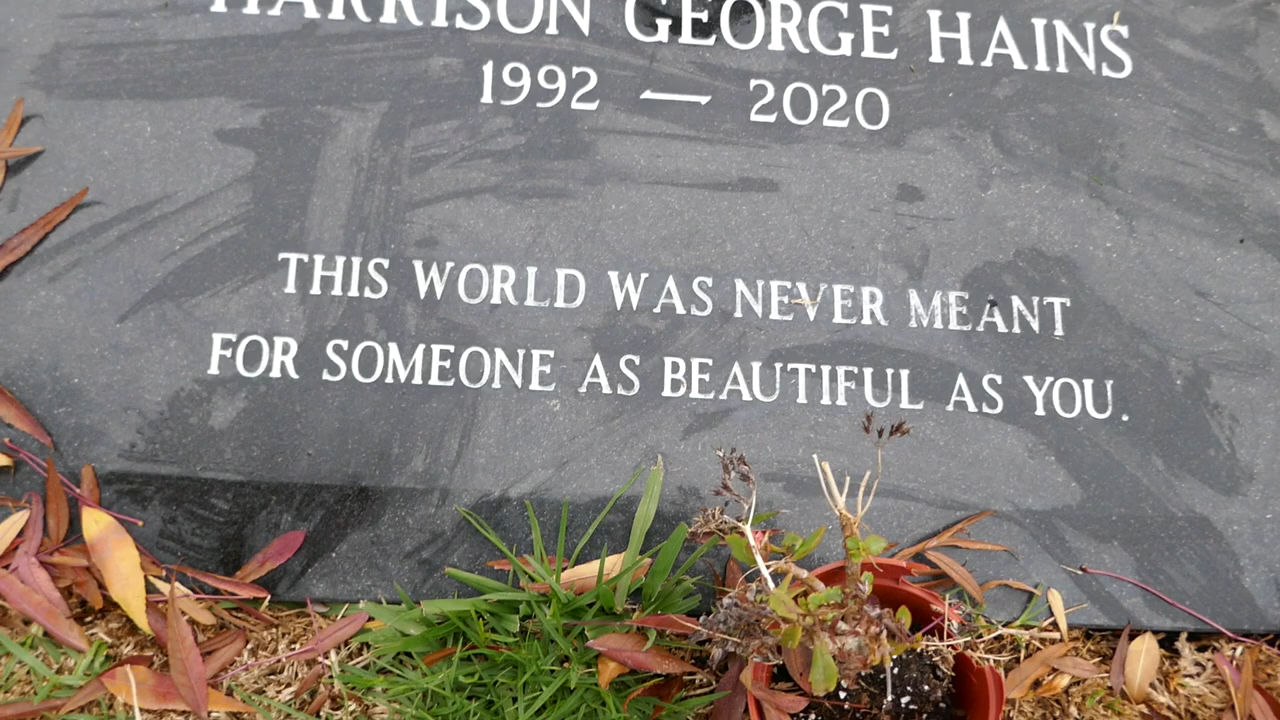 HARRISON GEORGE HAINS
1992 — 2020
THIS WORLD WAS NEVER MEANT
FOR SOMEONE AS BEAUTIFUL AS YOU.